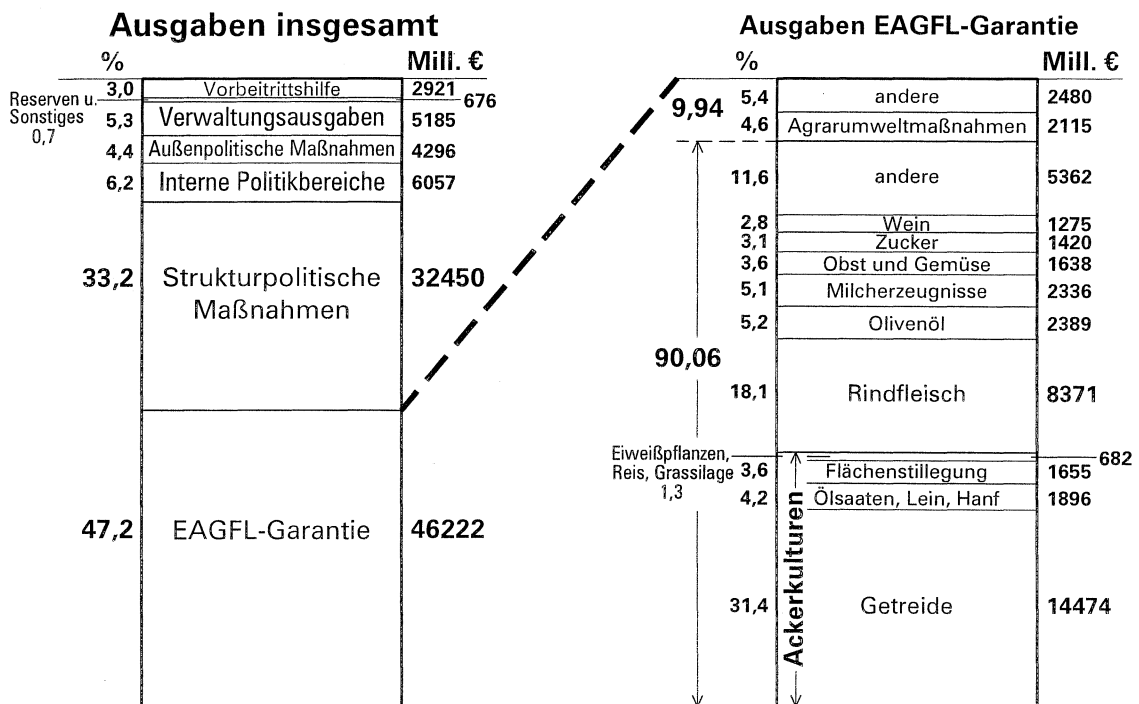 Ausgaben insgesamt
% Mill. €
3,0 Vorbeitrittshilfe 2921
Reserven u. Sonstiges 0,7 676
5,3 Verwaltungsausgaben 5185
4,4 Außenpolitische Maßnahmen 4296
6,2 Interne Politikbereiche 6057
33,2 Strukturpolitische 32450
Maßnahmen
47,2 EAGFL-Garantie 46222
Ausgaben EAGFL-Garantie
% Mill. €
9,94
5,4 andere 2480
4,6 Agrarumweltmaßnahmen 2115
90,06
11,6 andere 5362
2,8 Wein 1275
3,1 Zucker 1420
3,6 Obst und Gemüse 1638
5,1 Milcherzeugnisse 2336
5,2 Olivenöl 2389
18,1 Rindfleisch 8371
Eiweißpflanzen,
Reis, Grassilage
1,3 682
Ackerkulturen
3,6 Flächenstillegung 1655
4,2 Ölsaaten, Lein, Hanf 1896
31,4 Getreide 14474